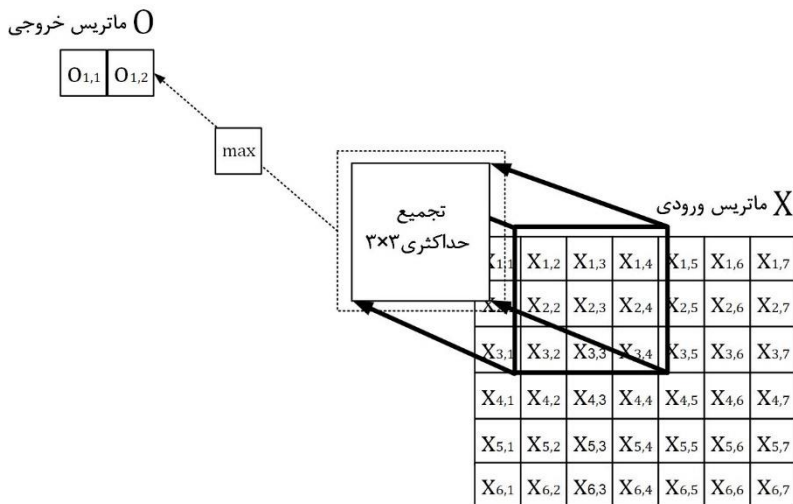 O ماتریس خروجی
O1,1 O1,2
max
تجمیع
حداکثری ۳×۳
X ماتریس ورودی
X1,1 X1,2 X1,3 X1,4 X1,5 X1,6 X1,7
X2,2 X2,3 X2,4 X2,5 X2,6 X2,7
X3,1 X3,2 X3,3 X3,4 X3,5 X3,6 X3,7
X4,1 X4,2 X4,3 X4,4 X4,5 X4,6 X4,7
X5,1 X5,2 X5,3 X5,4 X5,5 X5,6 X5,7
X6,1 X6,2 X6,3 X6,4 X6,5 X6,6 X6,7